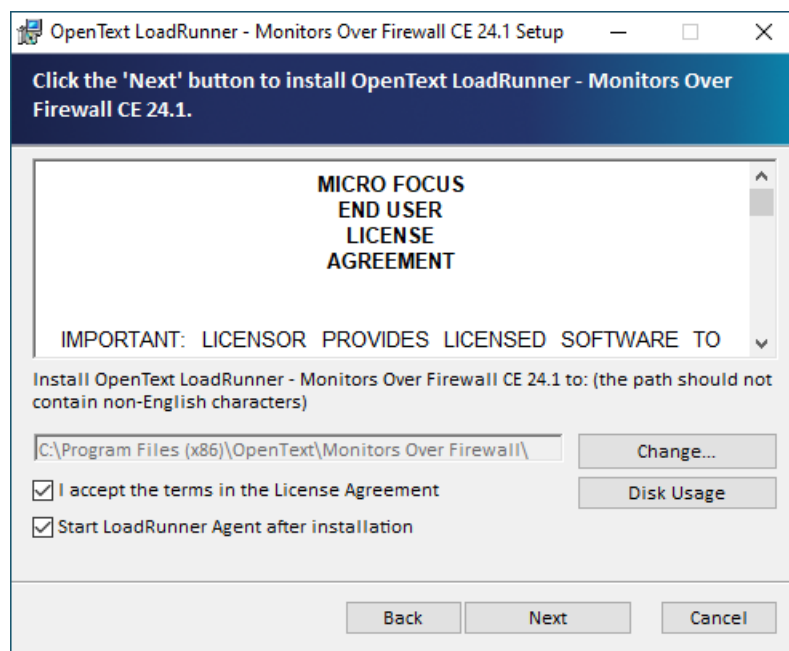 OpenText LoadRunner - Monitors Over Firewall CE 24.1 Setup
Click the 'Next' button to install OpenText LoadRunner - Monitors Over
Firewall CE 24.1.
MICRO FOCUS
END USER
LICENSE
AGREEMENT
IMPORTANT: LICENSOR PROVIDES LICENSED SOFTWARE TO
Install OpenText LoadRunner - Monitors Over Firewall CE 24.1 to: (the path should not
contain non-English characters)
C:\Program Files (x86)\OpenText\Monitors Over Firewall\
Change...
I accept the terms in the License Agreement
Disk Usage
Start LoadRunner Agent after installation
Back
Next
Cancel